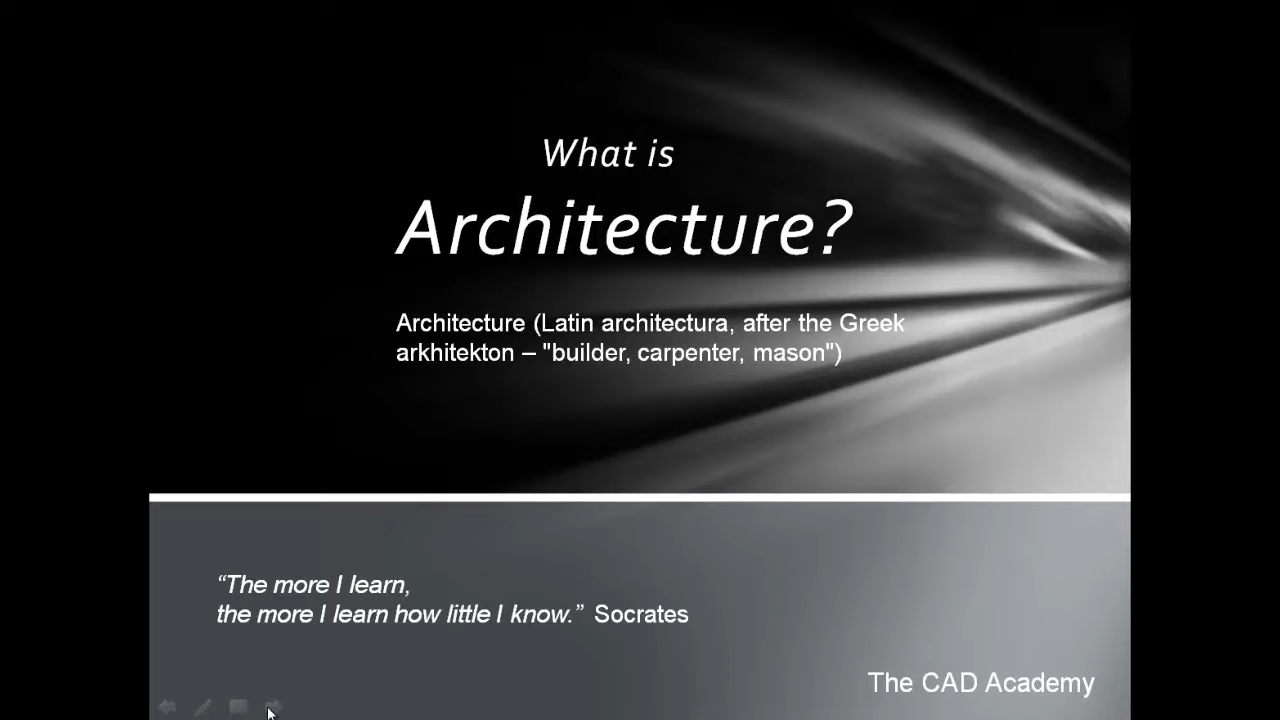 What is
Architecture?
Architecture (Latin architectura, after the Greek
arkhitekton – "builder, carpenter, mason")
“The more I learn,
the more I learn how little I know.” Socrates
The CAD Academy